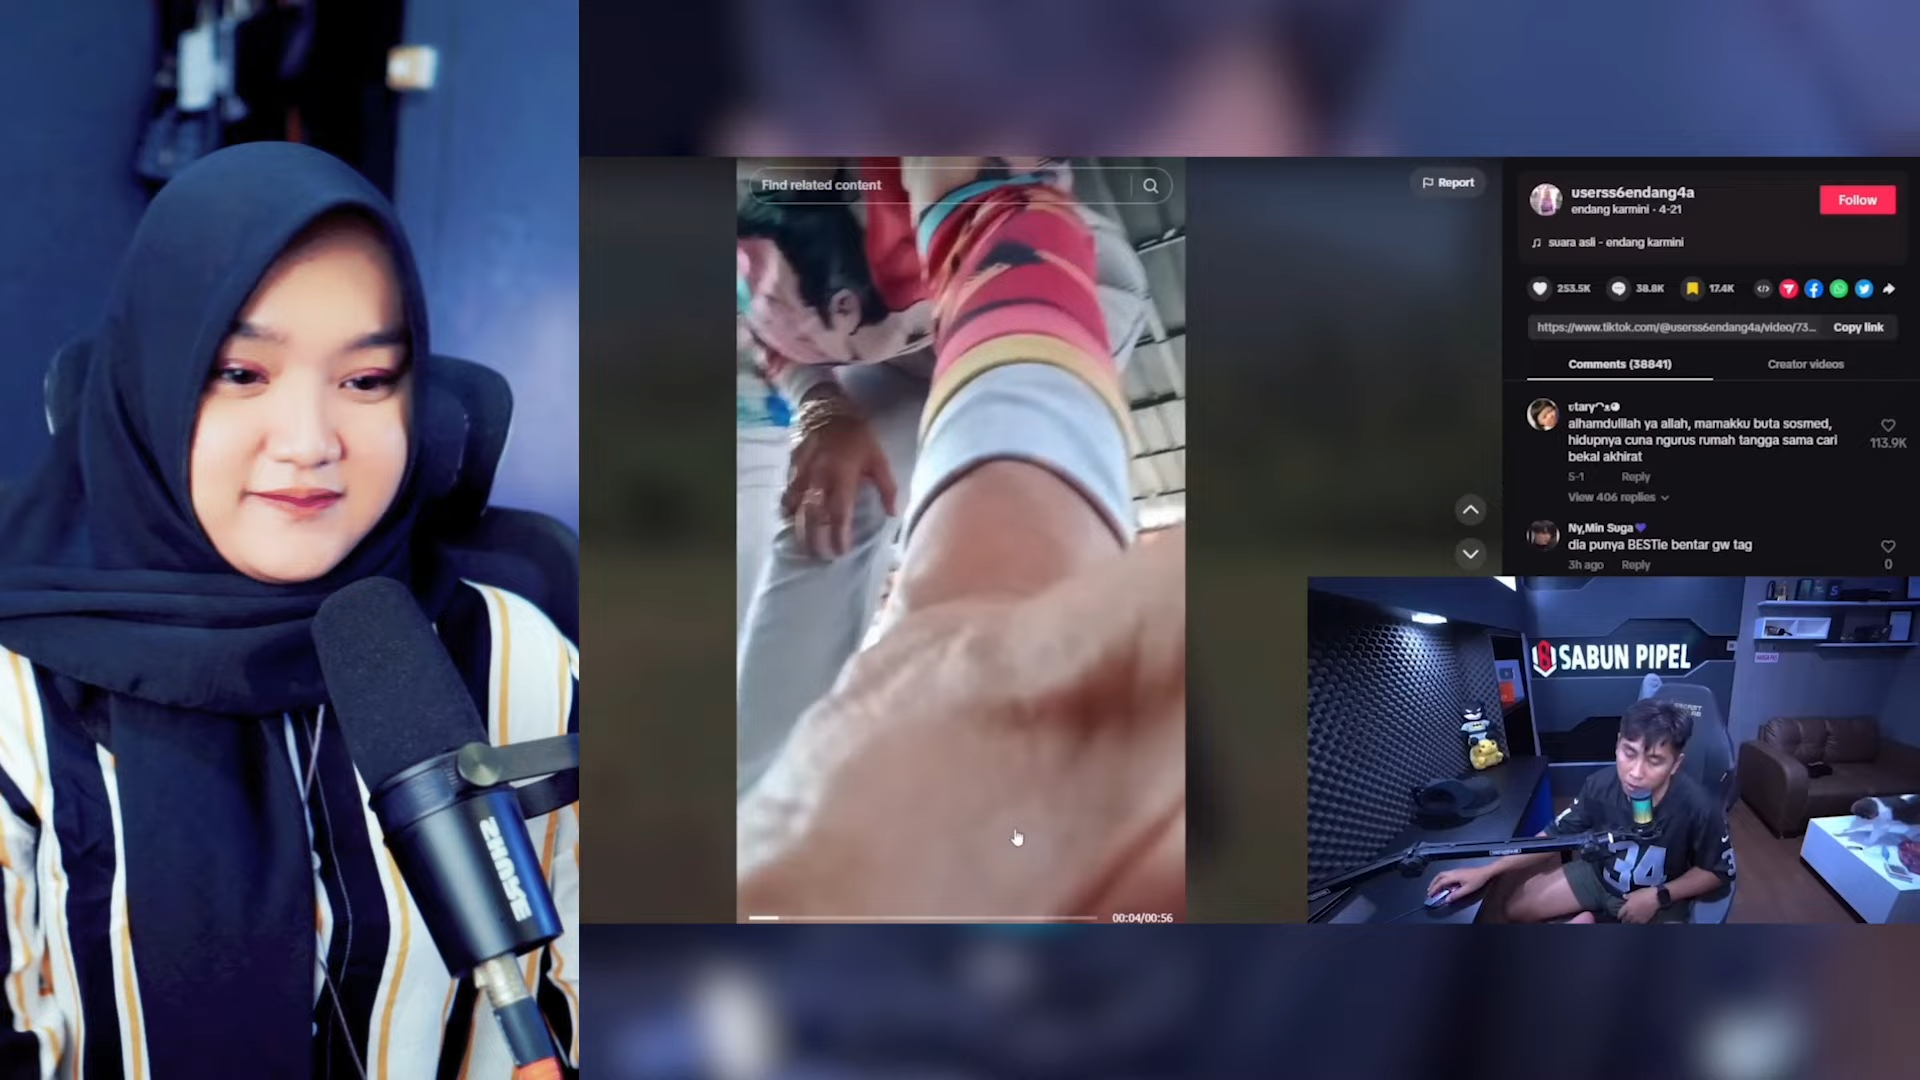 Find related content
Report
userss6endang4a
endang karmini · 4-21
Follow
suara asli - endang karmini
253.5K
38.8K
17.4K
https://www.tiktok.com/@userss6endang4a/video/73...
Copy link
Comments (38841)
Creator videos
alhamdulilah ya allah, mamakku buta sosmed,
hidupnya cuna ngurus rumah tangga sama cari
bekal akhirat
113.9K
5-1
Reply
View 406 replies
Ny,Min Suga💜
dia punya BESTie bentar gw tag
3h ago
Reply
0
SABUN PIPEL
34
00:04/00:56